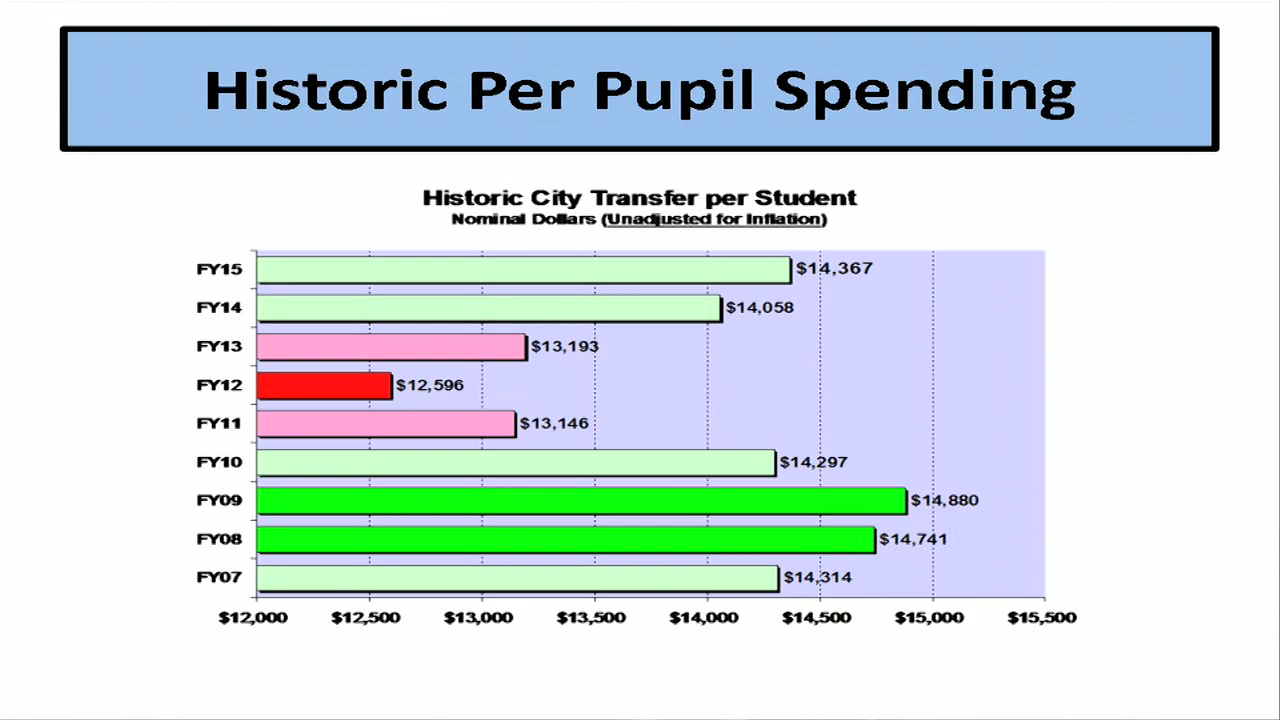 Historic Per Pupil Spending
Historic City Transfer per Student
Nominal Dollars (Unadjusted for Inflation)
FY15 $14,367
FY14 $14,058
FY13 $13,193
FY12 $12,596
FY11 $13,146
FY10 $14,297
FY09 $14,880
FY08 $14,741
FY07 $14,314
$12,000 $12,500 $13,000 $13,500 $14,000 $14,500 $15,000 $15,500